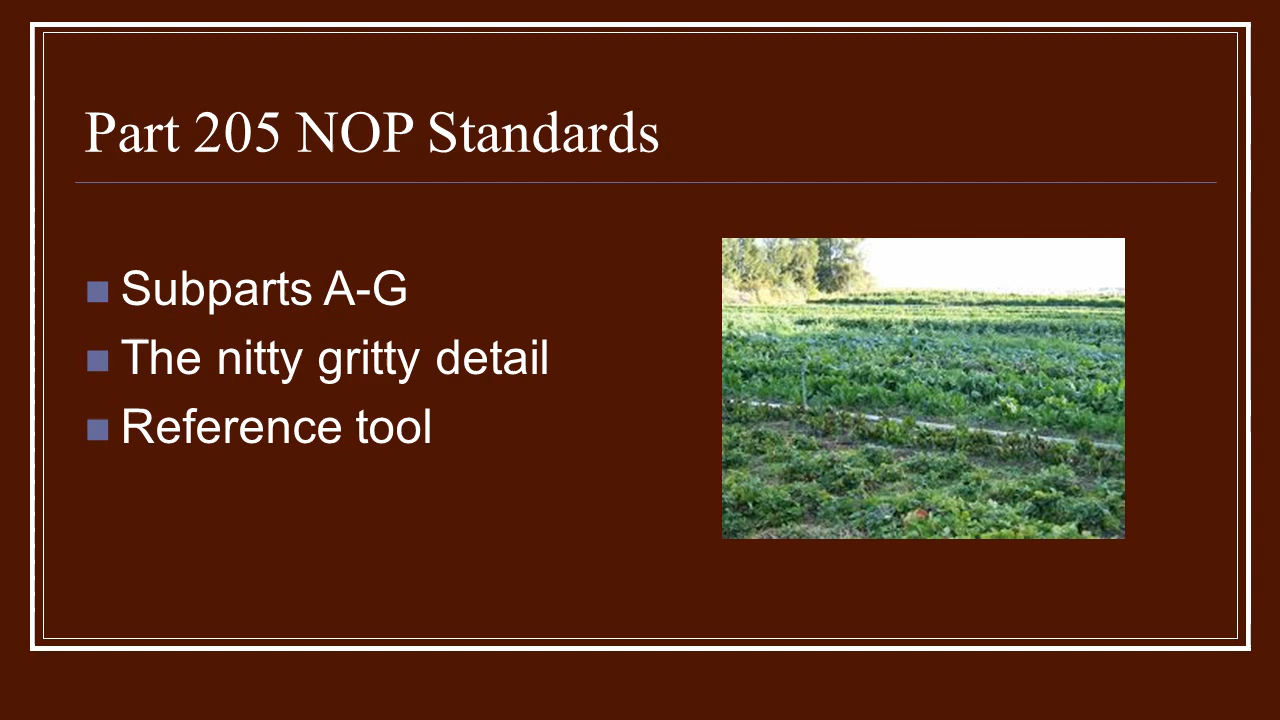 Part 205 NOP Standards
Subparts A-G
The nitty gritty detail
Reference tool